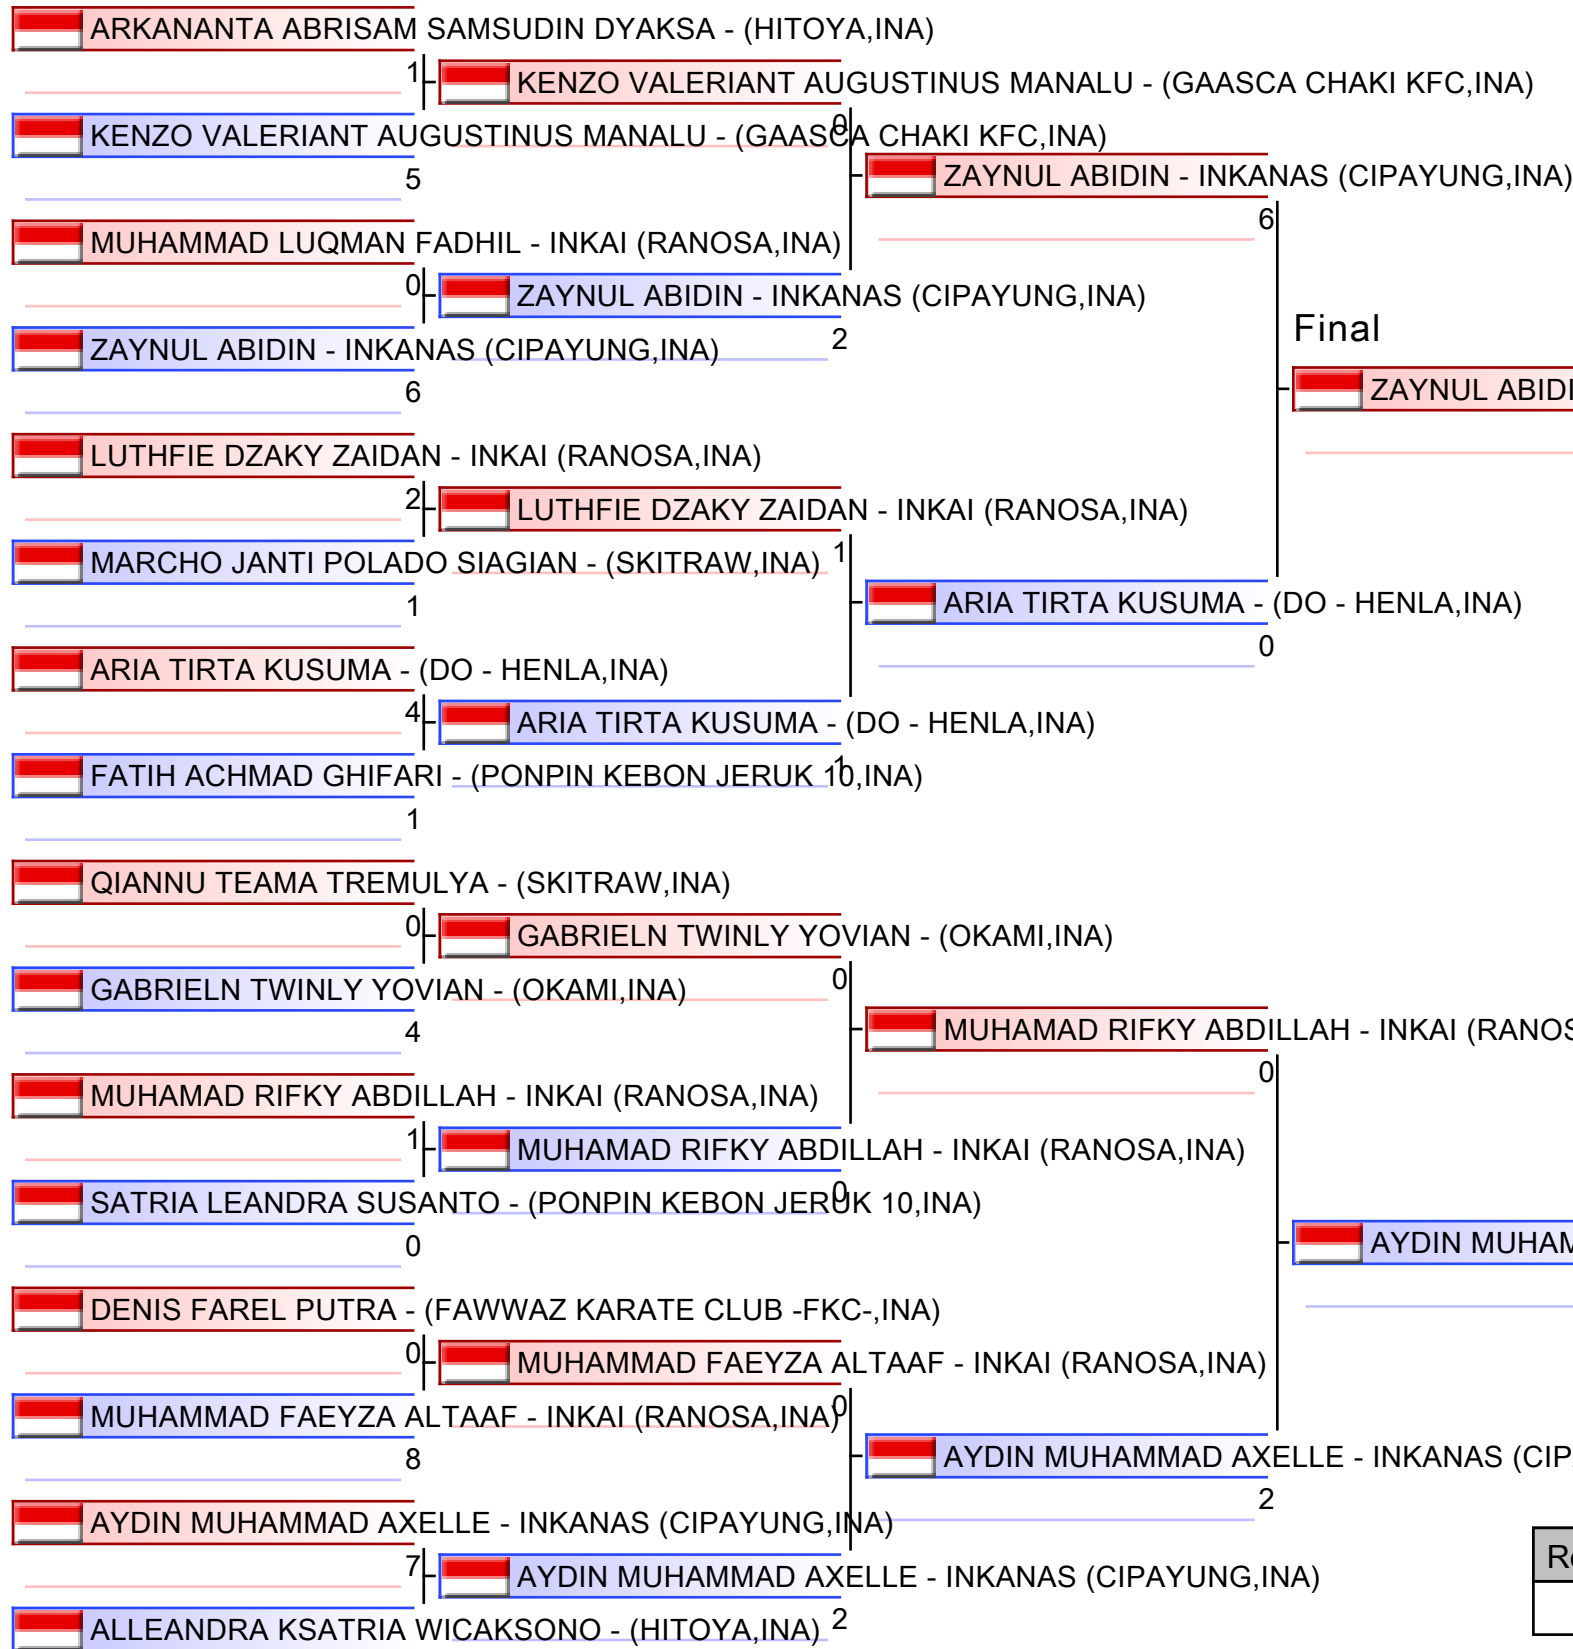 ARKANANTA ABRISAM SAMSUDIN DYAKSA - (HITOYA,INA)
1
KENZO VALERIANT AUGUSTINUS MANALU - (GAASCA CHAKI KFC,INA)
5
MUHAMMAD LUQMAN FADHIL - INKAI (RANOSA,INA)
0
ZAYNUL ABIDIN - INKANAS (CIPAYUNG,INA)
6
LUTHFIE DZAKY ZAIDAN - INKAI (RANOSA,INA)
2
MARCHO JANTI POLADO SIAGIAN - (SKITRAW,INA)
1
ARIA TIRTA KUSUMA - (DO - HENLA,INA)
4
FATIH ACHMAD GHIFARI - (PONPIN KEBON JERUK 10,INA)
1
QIANNU TEAMA TREMULYA - (SKITRAW,INA)
0
GABRIELN TWINLY YOVIAN - (OKAMI,INA)
4
MUHAMAD RIFKY ABDILLAH - INKAI (RANOSA,INA)
1
SATRIA LEANDRA SUSANTO - (PONPIN KEBON JERUK 10,INA)
0
DENIS FAREL PUTRA - (FAWWAZ KARATE CLUB -FKC-,INA)
0
MUHAMMAD FAEYZA ALTAAF - INKAI (RANOSA,INA)
8
AYDIN MUHAMMAD AXELLE - INKANAS (CIPAYUNG,INA)
7
ALLEANDRA KSATRIA WICAKSONO - (HITOYA,INA)
KENZO VALERIANT AUGUSTINUS MANALU - (GAASCA CHAKI KFC,INA)
0
ZAYNUL ABIDIN - INKANAS (CIPAYUNG,INA)
2
LUTHFIE DZAKY ZAIDAN - INKAI (RANOSA,INA)
1
ARIA TIRTA KUSUMA - (DO - HENLA,INA)
1
GABRIELN TWINLY YOVIAN - (OKAMI,INA)
0
MUHAMAD RIFKY ABDILLAH - INKAI (RANOSA,INA)
0
MUHAMMAD FAEYZA ALTAAF - INKAI (RANOSA,INA)
0
AYDIN MUHAMMAD AXELLE - INKANAS (CIPAYUNG,INA)
2
ZAYNUL ABIDIN - INKANAS (CIPAYUNG,INA)
6
ARIA TIRTA KUSUMA - (DO - HENLA,INA)
0
MUHAMAD RIFKY ABDILLAH - INKAI (RANOS
0
AYDIN MUHAMMAD AXELLE - INKANAS (CIP
2
Final
ZAYNUL ABIDI
AYDIN MUHAM